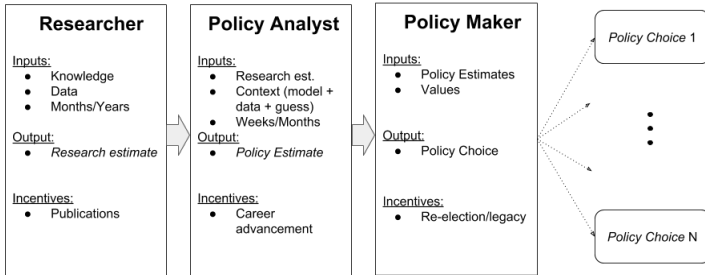 Researcher
Inputs:
● Knowledge
● Data
● Months/Years
Output:
● Research estimate
Incentives:
● Publications
Policy Analyst
Inputs:
● Research est.
● Context (model +
data + guess)
● Weeks/Months
Output:
● Policy Estimate
Incentives:
● Career
advancement
Policy Maker
Inputs:
● Policy Estimates
● Values
Output:
● Policy Choice
Incentives:
● Re-election/legacy
Policy Choice 1
Policy Choice N